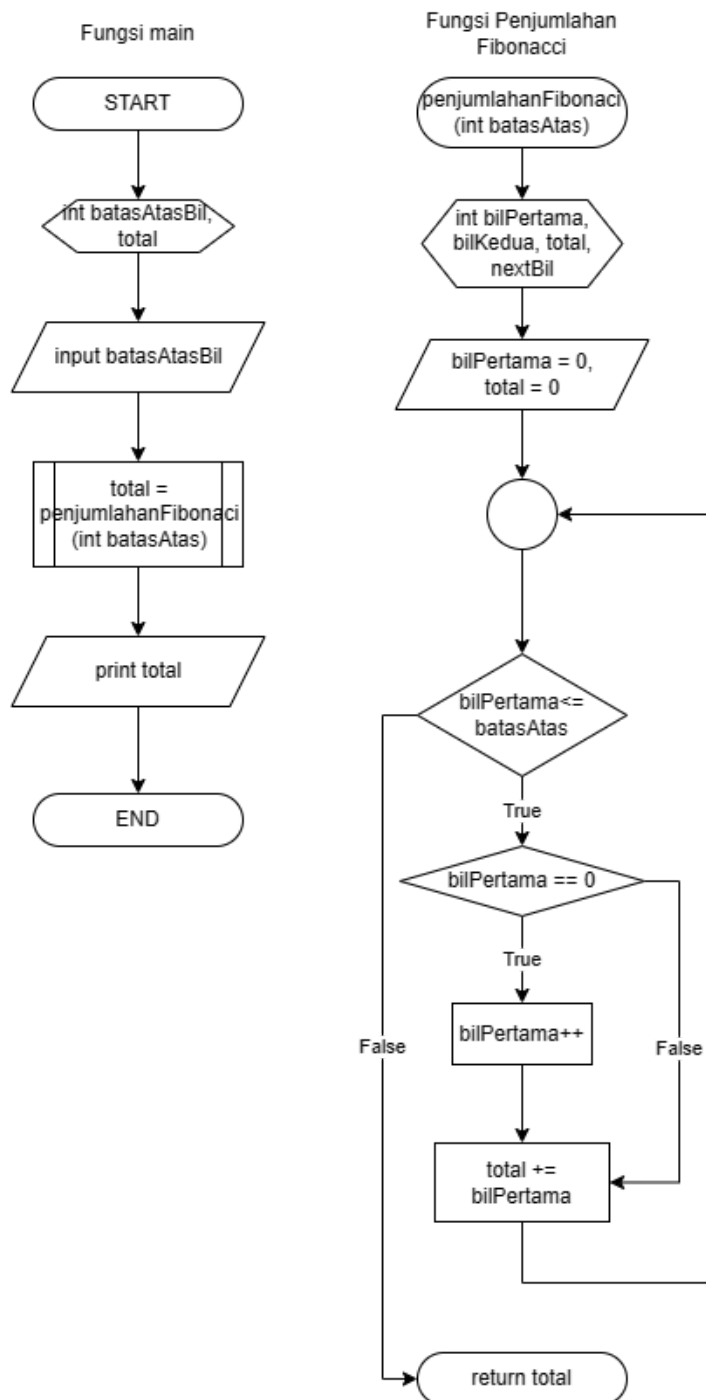 Fungsi main
START
int batasAtasBil,
total
input batasAtasBil
total =
penjumlahanFibonaci
(int batasAtas)
print total
END
Fungsi Penjumlahan
Fibonacci
penjumlahanFibonaci
(int batasAtas)
int bilPertama,
bilKedua, total,
nextBil
bilPertama = 0,
total = 0
bilPertama<=
batasAtas
True
bilPertama == 0
True
bilPertama++
False
False
total +=
bilPertama
return total